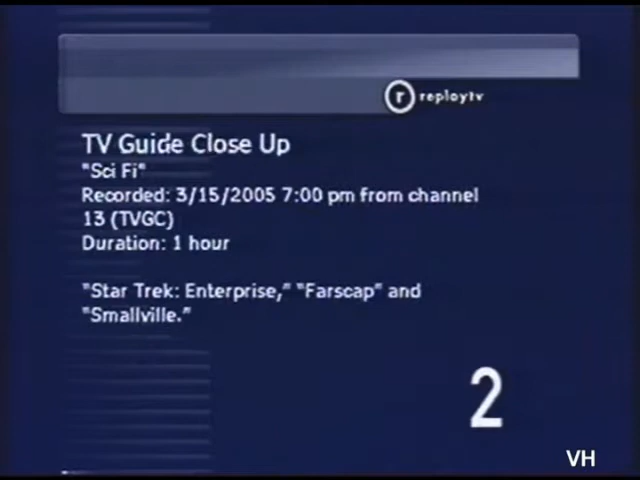 r replaytv
TV Guide Close Up
"Sci Fi"
Recorded: 3/15/2005 7:00 pm from channel
13 (TVGC)
Duration: 1 hour
"Star Trek: Enterprise," "Farscap" and
"Smallville."
2
VH